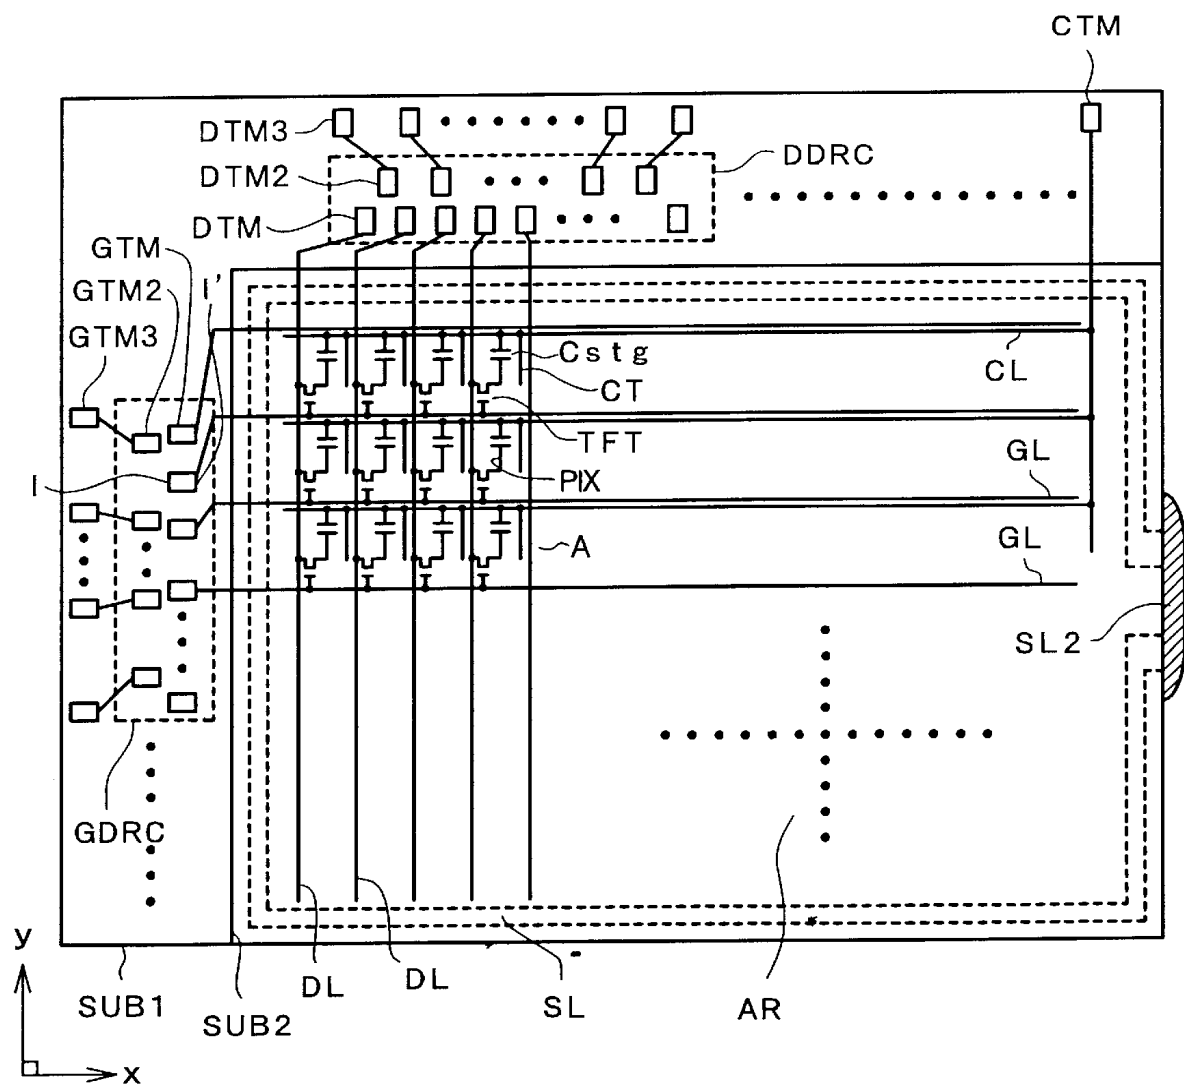 CTM
DTM3
DDRC
DTM2
DTM
GTM
GTM2
I'
GTM3
Cstg
CL
CT
TFT
GL
PIX
I
A
GL
SL2
GDRC
y
DL
DL
SL
AR
SUB1
SUB2
x